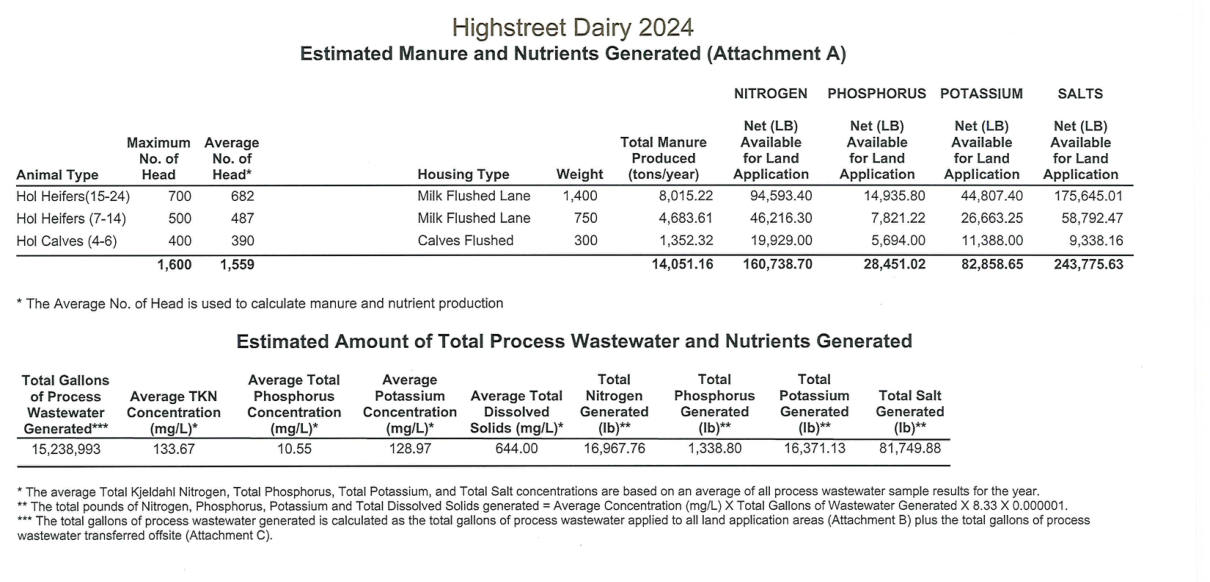 Highstreet Dairy 2024
Estimated Manure and Nutrients Generated (Attachment A)
NITROGEN PHOSPHORUS POTASSIUM SALTS
Animal Type Maximum No. of Head Average No. of Head* Housing Type Weight Total Manure Produced (tons/year) Net (LB) Available for Land Application Net (LB) Available for Land Application Net (LB) Available for Land Application Net (LB) Available for Land Application
Hol Heifers(15-24) 700 682 Milk Flushed Lane 1,400 8,015.22 94,593.40 14,935.80 44,807.40 175,645.01
Hol Heifers (7-14) 500 487 Milk Flushed Lane 750 4,683.61 46,216.30 7,821.22 26,663.25 58,792.47
Hol Calves (4-6) 400 390 Calves Flushed 300 1,352.32 19,929.00 5,694.00 11,388.00 9,338.16
1,600 1,559 14,051.16 160,738.70 28,451.02 82,858.65 243,775.63
* The Average No. of Head is used to calculate manure and nutrient production
Estimated Amount of Total Process Wastewater and Nutrients Generated
Total Gallons of Process Wastewater Generated*** Average TKN Concentration (mg/L)* Average Total Phosphorus Concentration (mg/L)* Average Potassium Concentration (mg/L)* Average Total Dissolved Solids (mg/L)* Total Nitrogen Generated (lb)** Total Phosphorus Generated (lb)** Total Potassium Generated (lb)** Total Salt Generated (lb)**
15,238,993 133.67 10.55 128.97 644.00 16,967.76 1,338.80 16,371.13 81,749.88
* The average Total Kjeldahl Nitrogen, Total Phosphorus, Total Potassium, and Total Salt concentrations are based on an average of all process wastewater sample results for the year.
** The total pounds of Nitrogen, Phosphorus, Potassium and Total Dissolved Solids generated = Average Concentration (mg/L) X Total Gallons of Wastewater Generated X 8.33 X 0.000001.
*** The total gallons of process wastewater generated is calculated as the total gallons of process wastewater applied to all land application areas (Attachment B) plus the total gallons of process
wastewater transferred offsite (Attachment C).